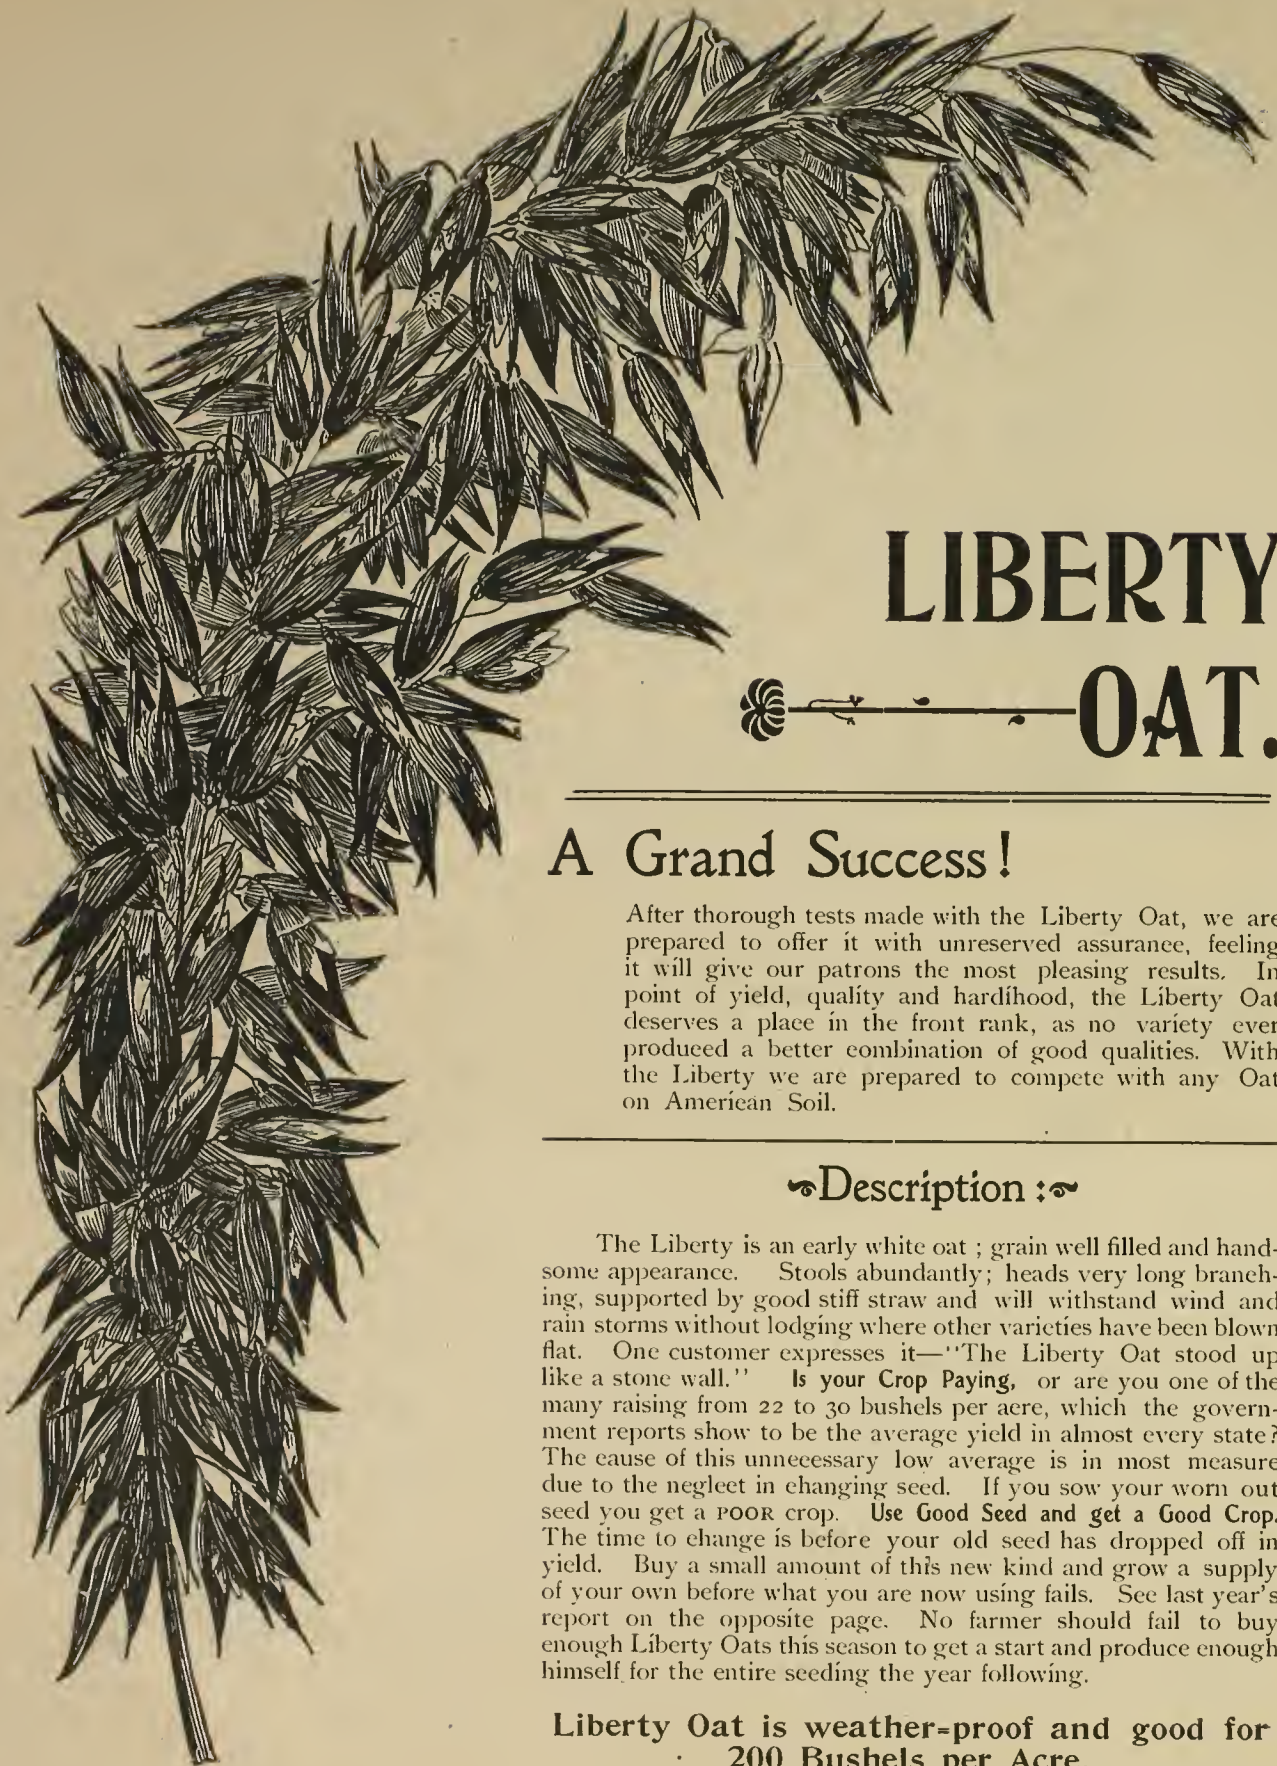 LIBERTY
OAT.
A Grand Success!
After thorough tests made with the Liberty Oat, we are
prepared to offer it with unreserved assurance, feeling
it will give our patrons the most pleasing results. In
point of yield, quality and hardihood, the Liberty Oat
deserves a place in the front rank, as no variety ever
produced a better combination of good qualities. With
the Liberty we are prepared to compete with any Oat
on American Soil.
Description :
The Liberty is an early white oat ; grain well filled and hand-
some appearance. Stools abundantly; heads very long branch-
ing, supported by good stiff straw and will withstand wind and
rain storms without lodging where other varieties have been blown
flat. One customer expresses it—"The Liberty Oat stood up
like a stone wall." Is your Crop Paying, or are you one of the
many raising from 22 to 30 bushels per acre, which the govern-
ment reports show to be the average yield in almost every state?
The cause of this unnecessary low average is in most measure
due to the neglect in changing seed. If you sow your worn out
seed you get a POOR crop. Use Good Seed and get a Good Crop.
The time to change is before your old seed has dropped off in
yield. Buy a small amount of this new kind and grow a supply
of your own before what you are now using fails. See last year's
report on the opposite page. No farmer should fail to buy
enough Liberty Oats this season to get a start and produce enough
himself for the entire seeding the year following.
Liberty Oat is weather=proof and good for
200 Bushels per Acre